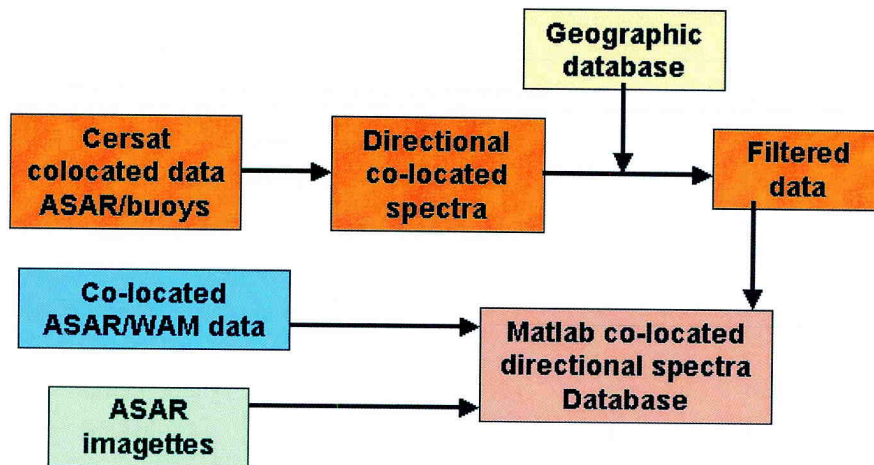 Geographic
database
Cersat
colocated data
ASAR/buoys
Directional
co-located
spectra
Filtered
data
Co-located
ASAR/WAM data
Matlab co-located
directional spectra
Database
ASAR
imagettes